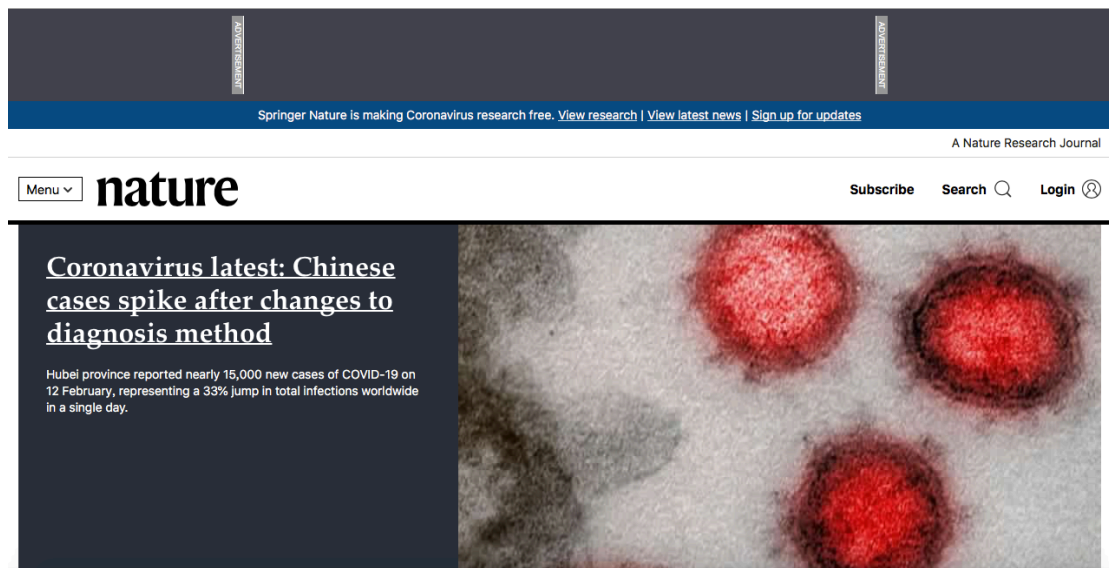 ADVERTISEMENT
ADVERTISEMENT
Springer Nature is making Coronavirus research free. View research | View latest news | Sign up for updates
A Nature Research Journal
Menu nature Subscribe Search Login
Coronavirus latest: Chinese
cases spike after changes to
diagnosis method
Hubei province reported nearly 15,000 new cases of COVID-19 on
12 February, representing a 33% jump in total infections worldwide
in a single day.